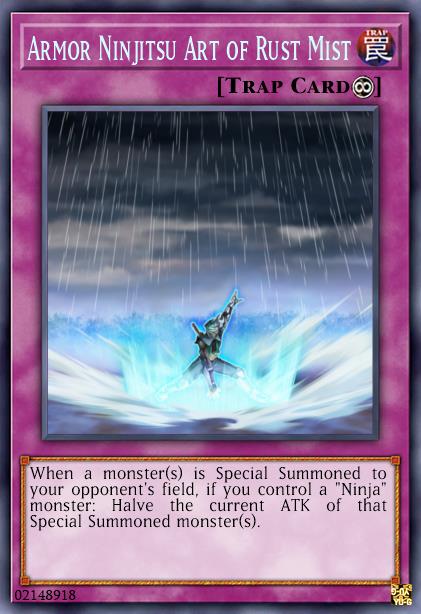 Armor Ninjitsu Art of Rust Mist
TRAP
罠
[Trap Card]
When a monster(s) is Special Summoned to
your opponent's field, if you control a "Ninja"
monster: Halve the current ATK of that
Special Summoned monster(s).
02148918